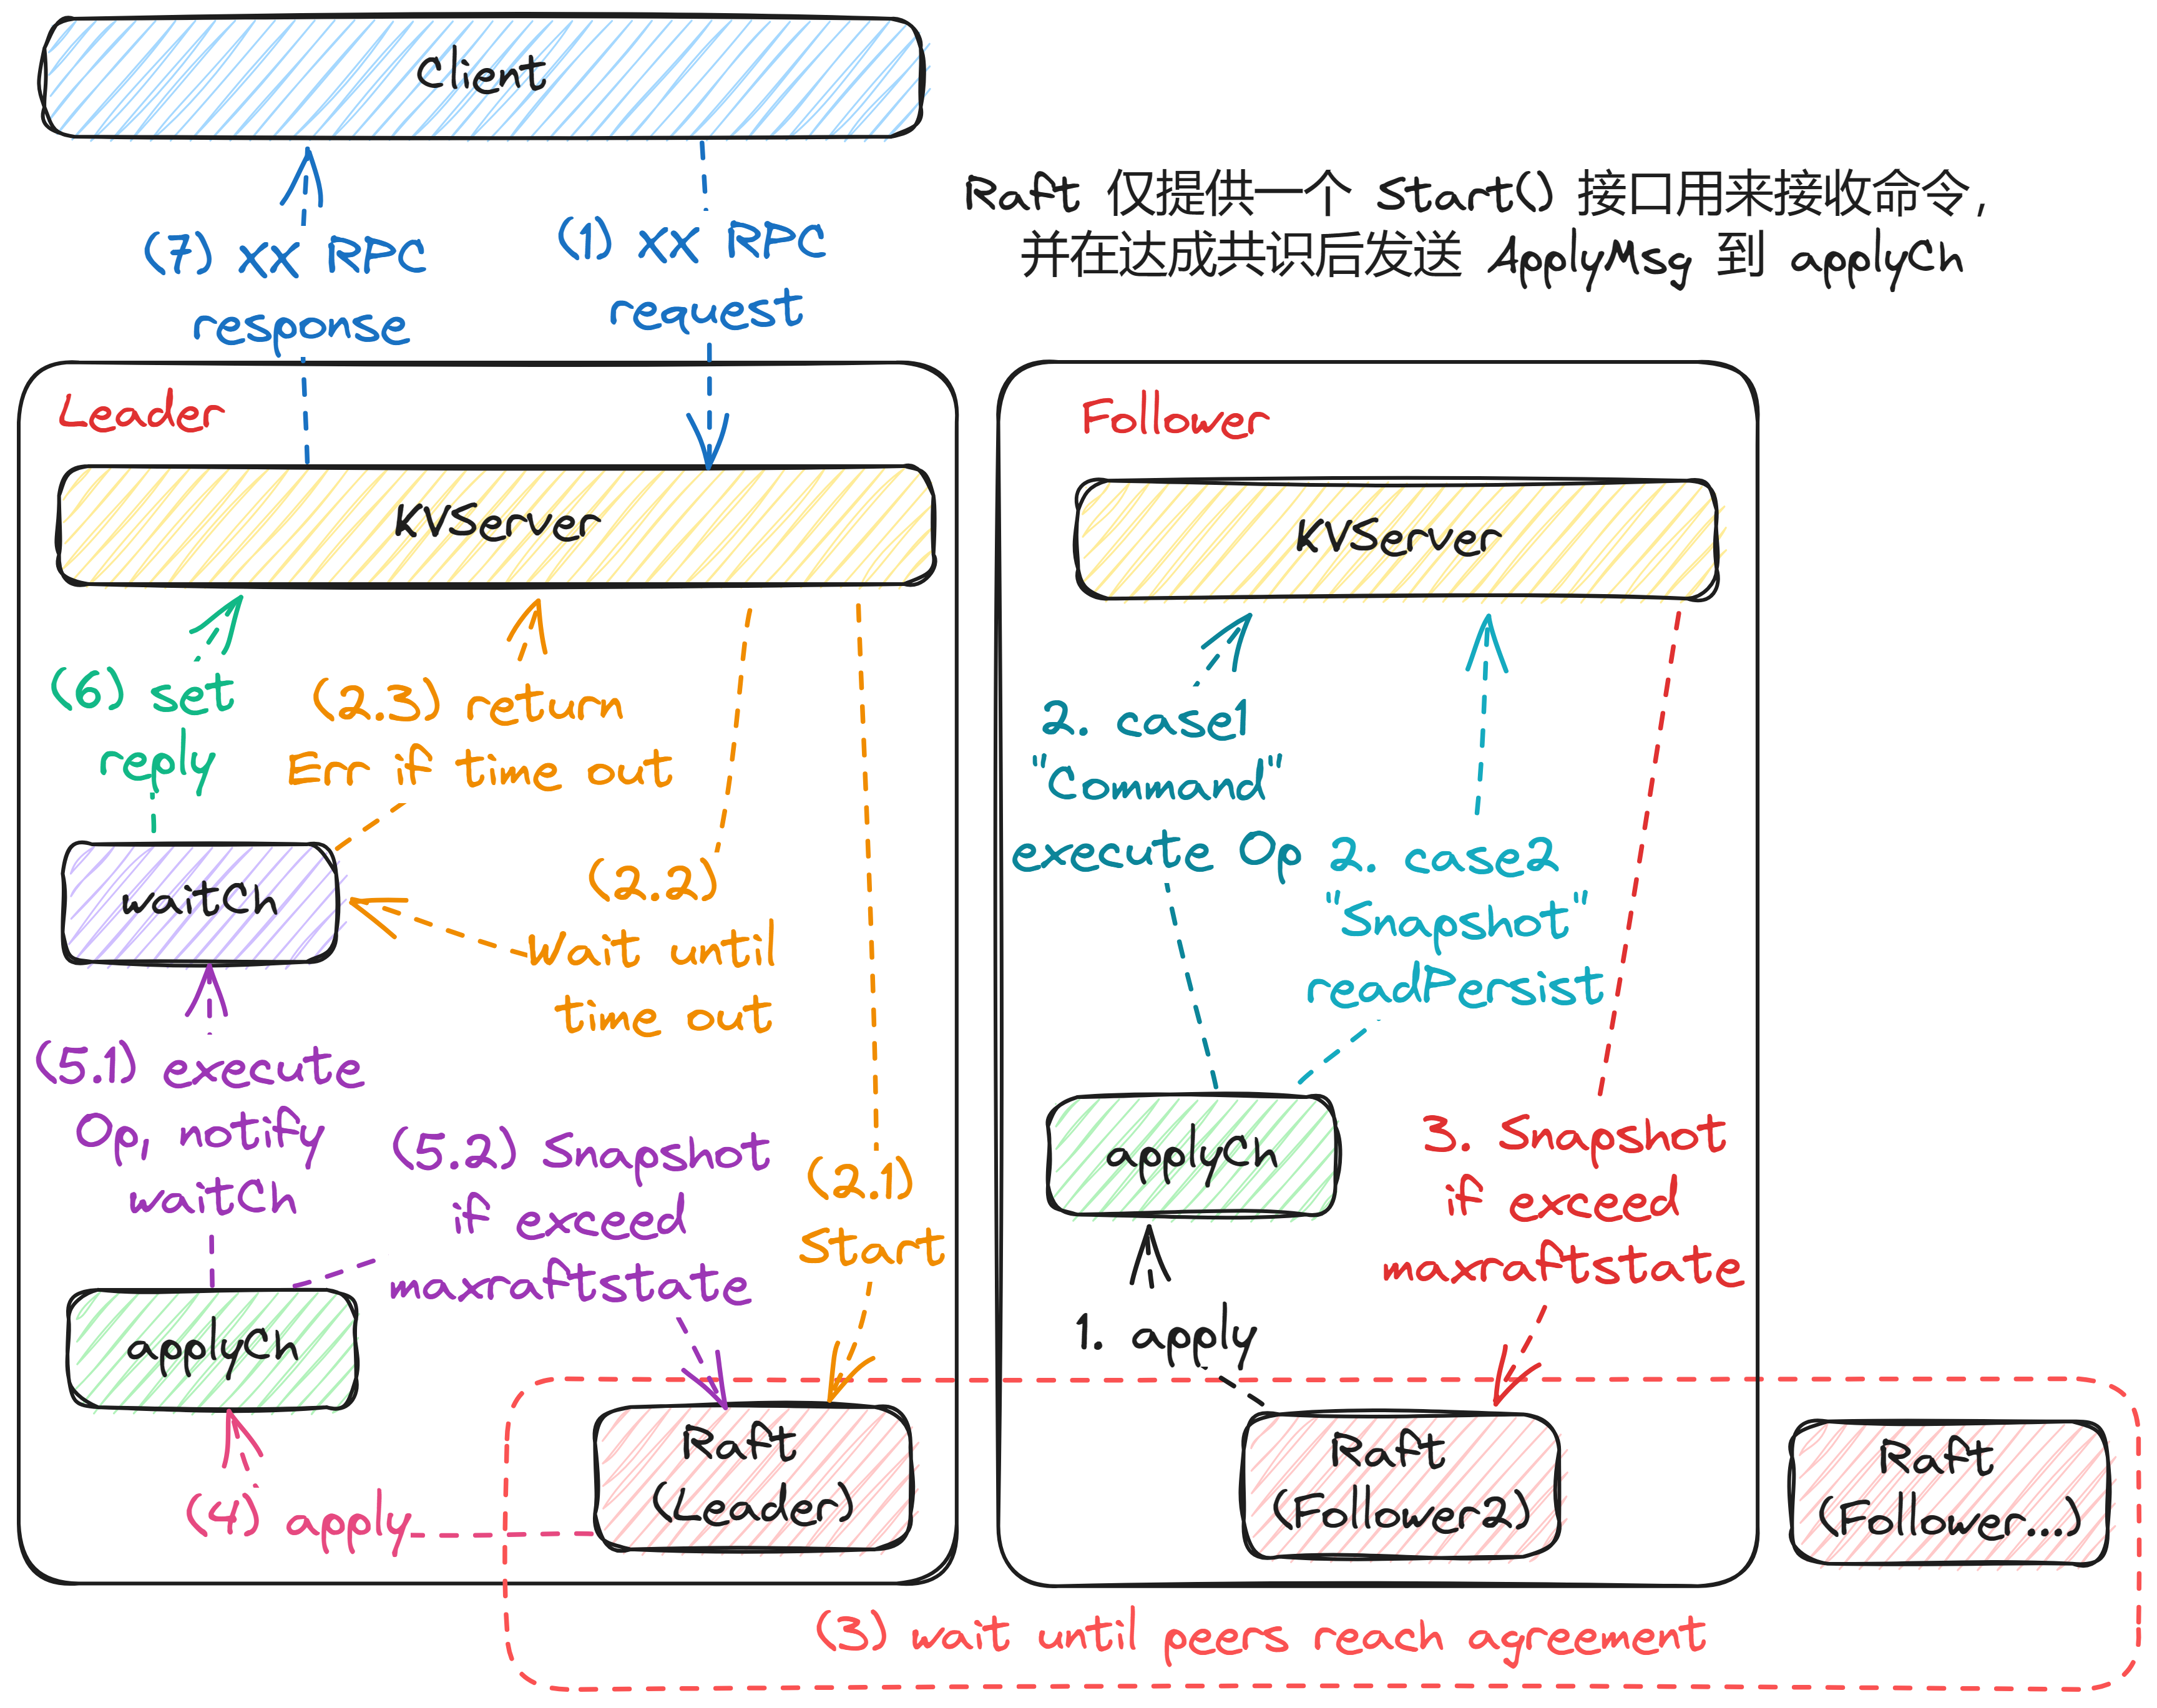 Client
(7) xx RPC
response
(1) xx RPC
request
Raft 仅提供一个 Start() 接口用来接收命令,
并在达成共识后发送 ApplyMsg 到 applyCh
Leader
KVServer
(6) set
reply
(2.3) return
Err if time out
waitCh
(2.2)
Wait until
time out
(5.1) execute
Op, notify
waitCh
(5.2) Snapshot
if exceed
maxraftstate
(2.1)
Start
applyCh
(4) apply
Raft
(Leader)
Follower
KVServer
2. case1
"Command"
execute Op
2. case2
"Snapshot"
readPersist
applyCh
3. Snapshot
if exceed
maxraftstate
1. apply
Raft
(Follower2)
Raft
(Follower...)
(3) wait until peers reach agreement